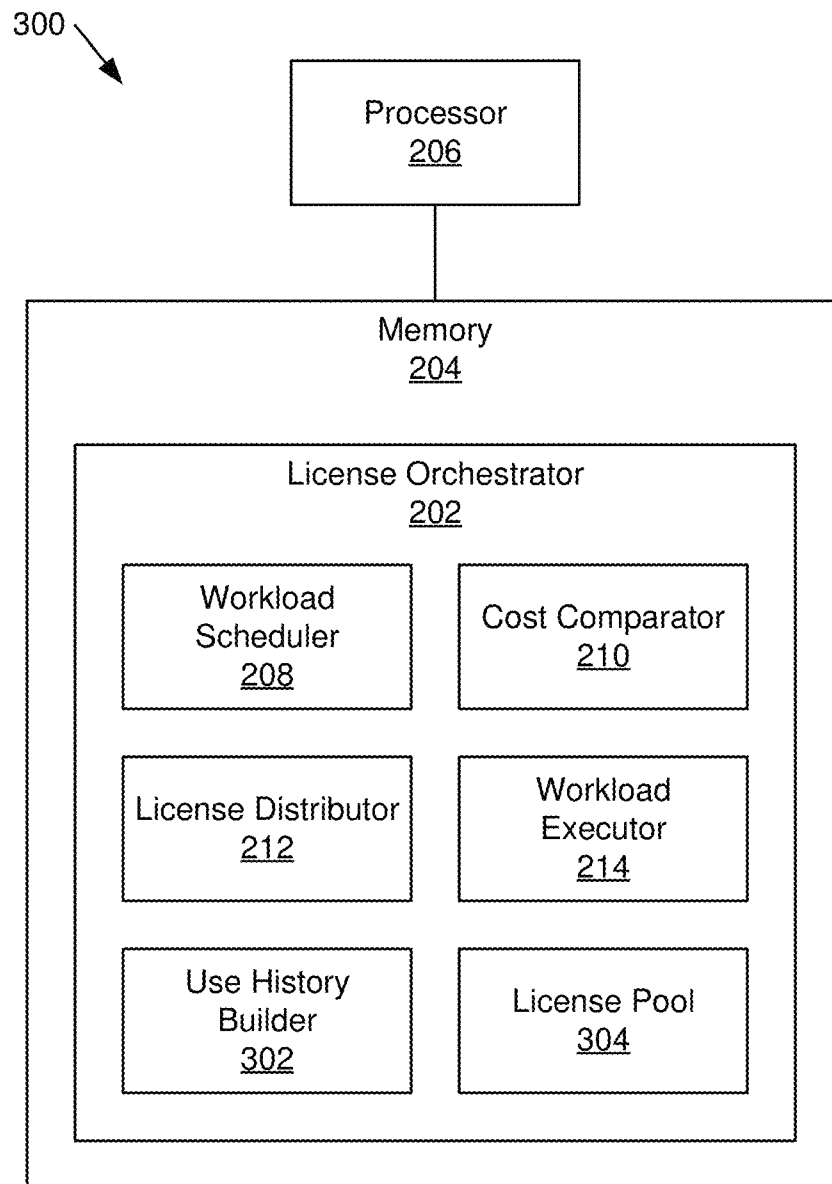 300
Processor
206
Memory
204
License Orchestrator
202
Workload
Scheduler
208
Cost Comparator
210
License Distributor
212
Workload
Executor
214
Use History
Builder
302
License Pool
304